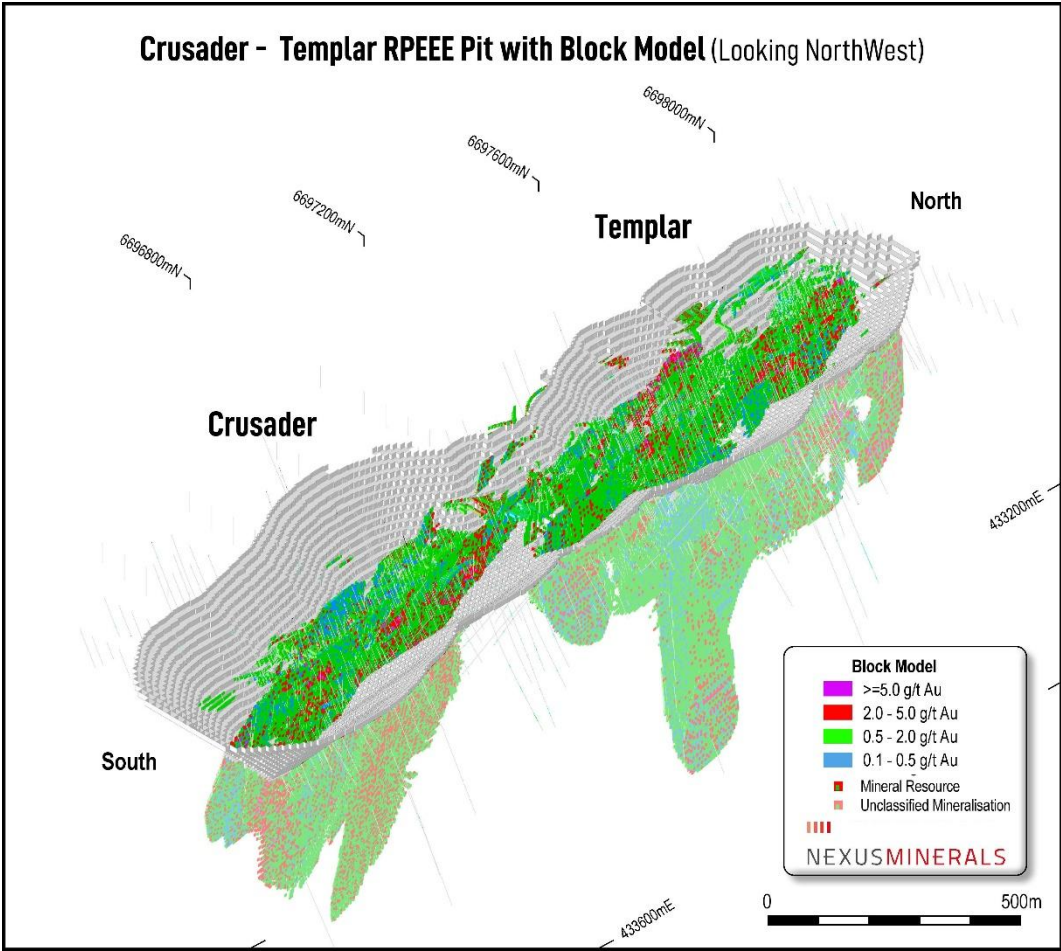 Crusader - Templar RPEEE Pit with Block Model (Looking NorthWest)
6698000mN
6697600mN
6697200mN
6696800mN
North
Templar
Crusader
South
433200mE
433600mE
Block Model
>=5.0 g/t Au
2.0 - 5.0 g/t Au
0.5 - 2.0 g/t Au
0.1 - 0.5 g/t Au
Mineral Resource
Unclassified Mineralisation
NEXUSMINERALS
0 500m